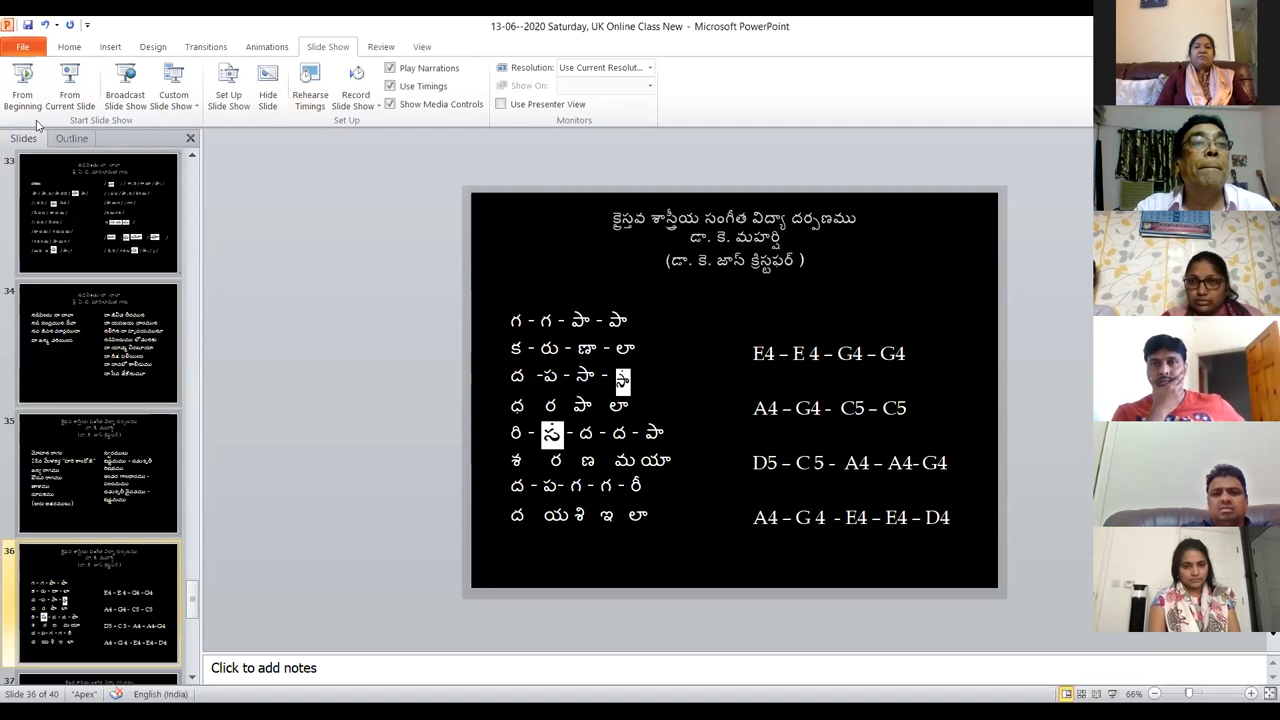 13-06--2020 Saturday, UK Online Class New - Microsoft PowerPoint
File Home Insert Design Transitions Animations Slide Show Review View
From Beginning
From Current Slide
Broadcast Slide Show
Custom Slide Show
Start Slide Show
Set Up Slide Show
Hide Slide
Rehearse Timings
Record Slide Show
Play Narrations
Use Timings
Show Media Controls
Set Up
Resolution: Use Current Resolut...
Show On:
Use Presenter View
Monitors
Slides Outline
33
34
35
36
37
క్రైస్తవ శాస్త్రీయ సంగీత విద్యా దర్పణము
డా. కె. మహర్షి
(డా. కె. జాస్ క్రిస్టఫర్ )
గ - గ - పా - పా
క - రు - ణా - లా
ద -ప - సా - సా
ధ ర పా లా
రి - స - ద - ద - పా
శ ర ణ మ యా
ద - ప- గ - గ - రీ
ద య శి ఇ లా
E4 – E 4 – G4 – G4
A4 – G4 - C5 – C5
D5 – C 5 - A4 – A4- G4
A4 – G 4 - E4 – E4 – D4
Click to add notes
Slide 36 of 40 "Apex" English (India)
66%